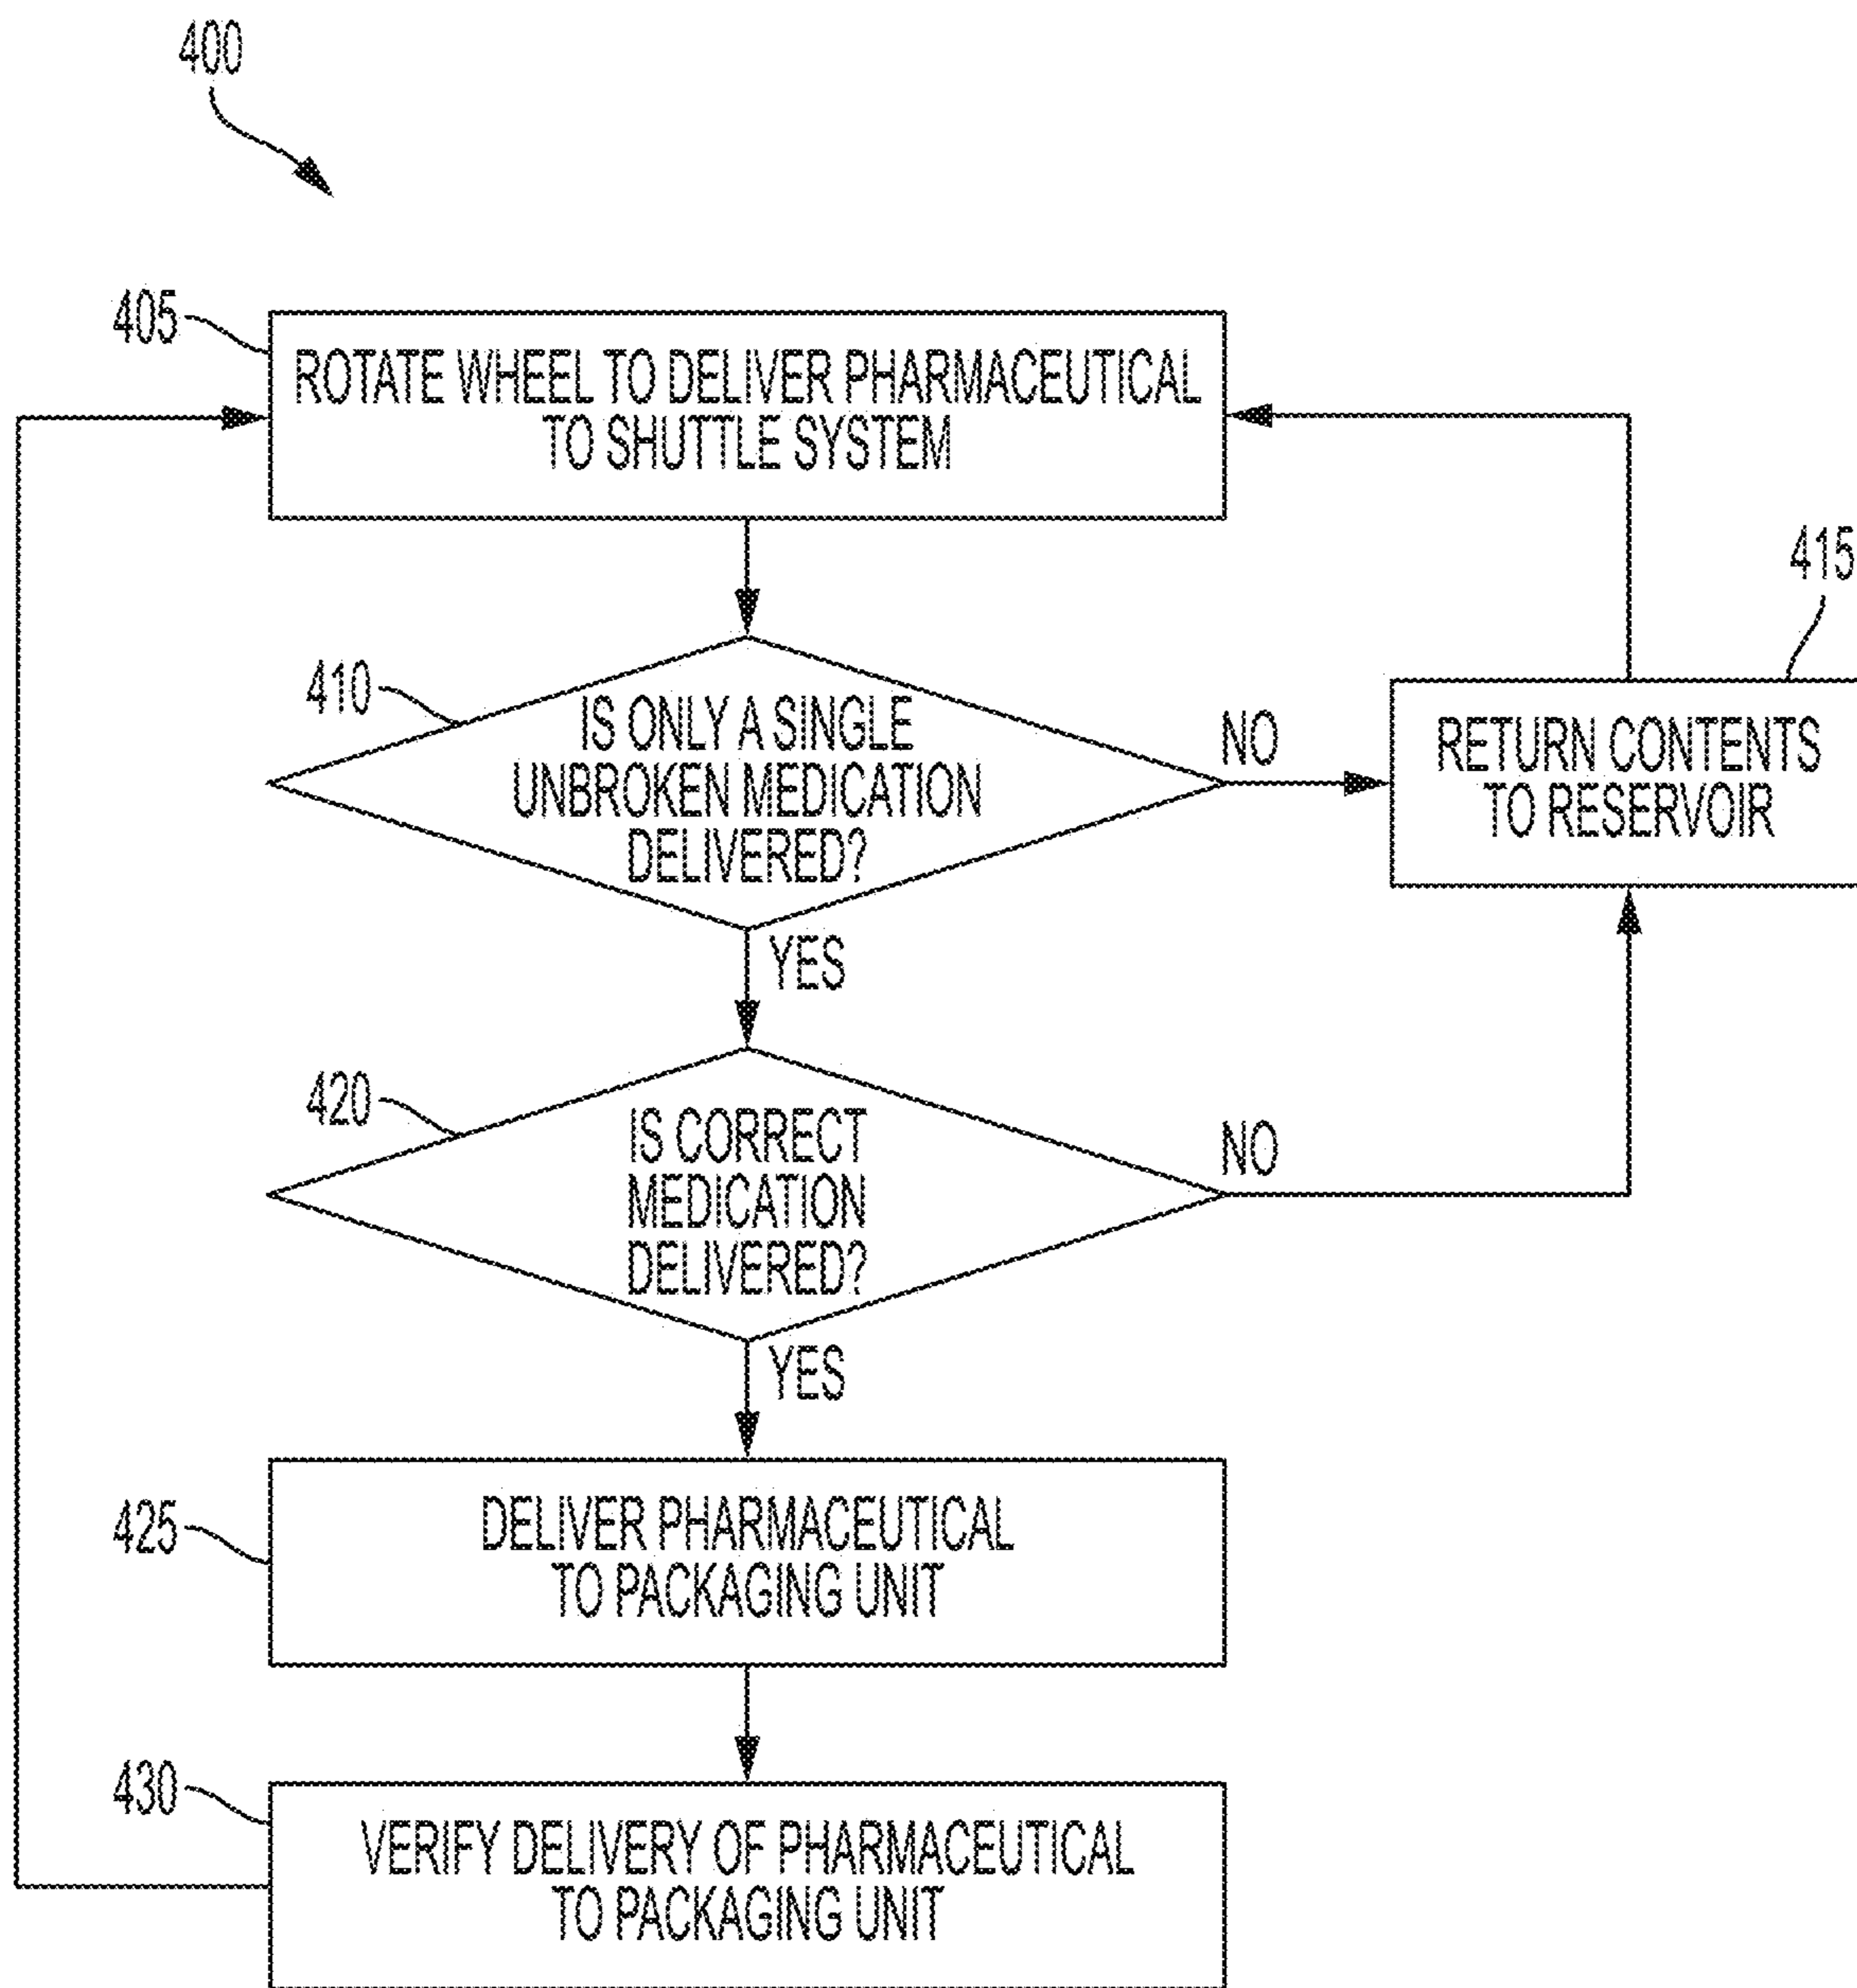 400
405
ROTATE WHEEL TO DELIVER PHARMACEUTICAL
TO SHUTTLE SYSTEM
410
IS ONLY A SINGLE
UNBROKEN MEDICATION
DELIVERED?
NO
415
RETURN CONTENTS
TO RESERVOIR
YES
420
IS CORRECT
MEDICATION
DELIVERED?
NO
YES
425
DELIVER PHARMACEUTICAL
TO PACKAGING UNIT
430
VERIFY DELIVERY OF PHARMACEUTICAL
TO PACKAGING UNIT